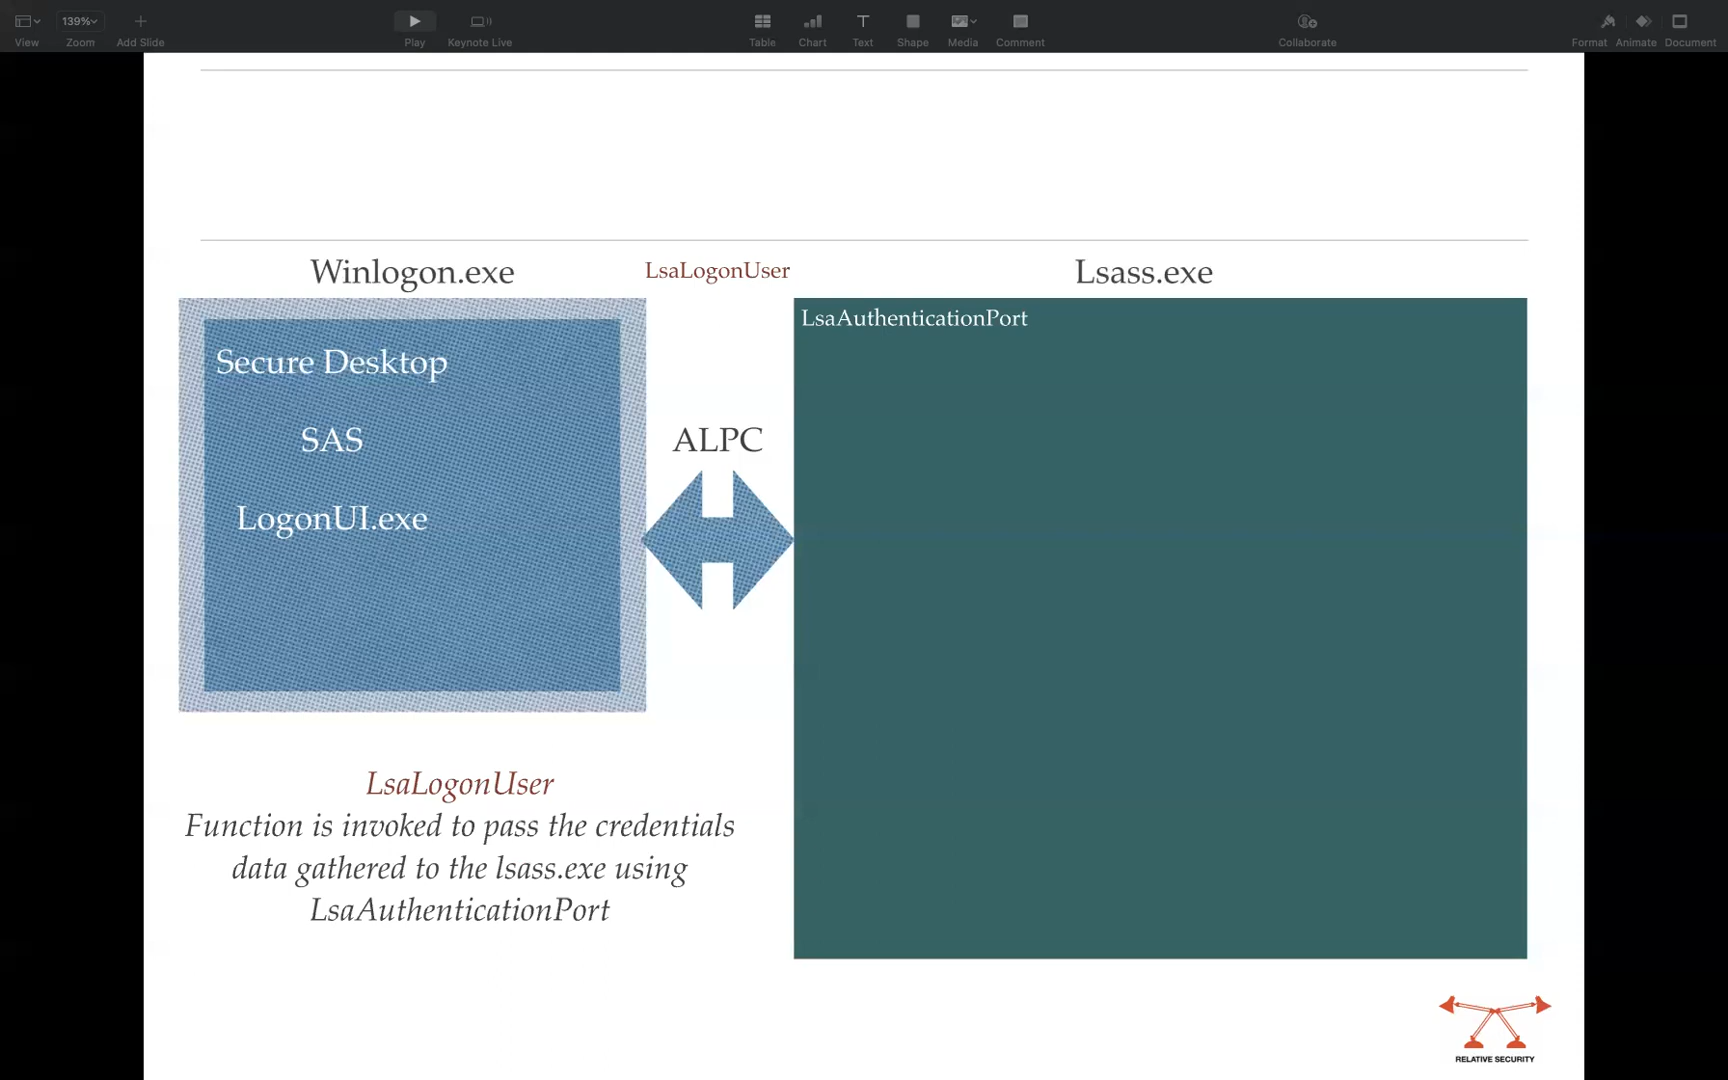 139%
View
Zoom
Add Slide
Play
Keynote Live
Table
Chart
Text
Shape
Media
Comment
Collaborate
Format
Animate
Document
Winlogon.exe
LsaLogonUser
Lsass.exe
LsaAuthenticationPort
Secure Desktop
SAS
LogonUI.exe
ALPC
LsaLogonUser
Function is invoked to pass the credentials
data gathered to the lsass.exe using
LsaAuthenticationPort
RELATIVE SECURITY